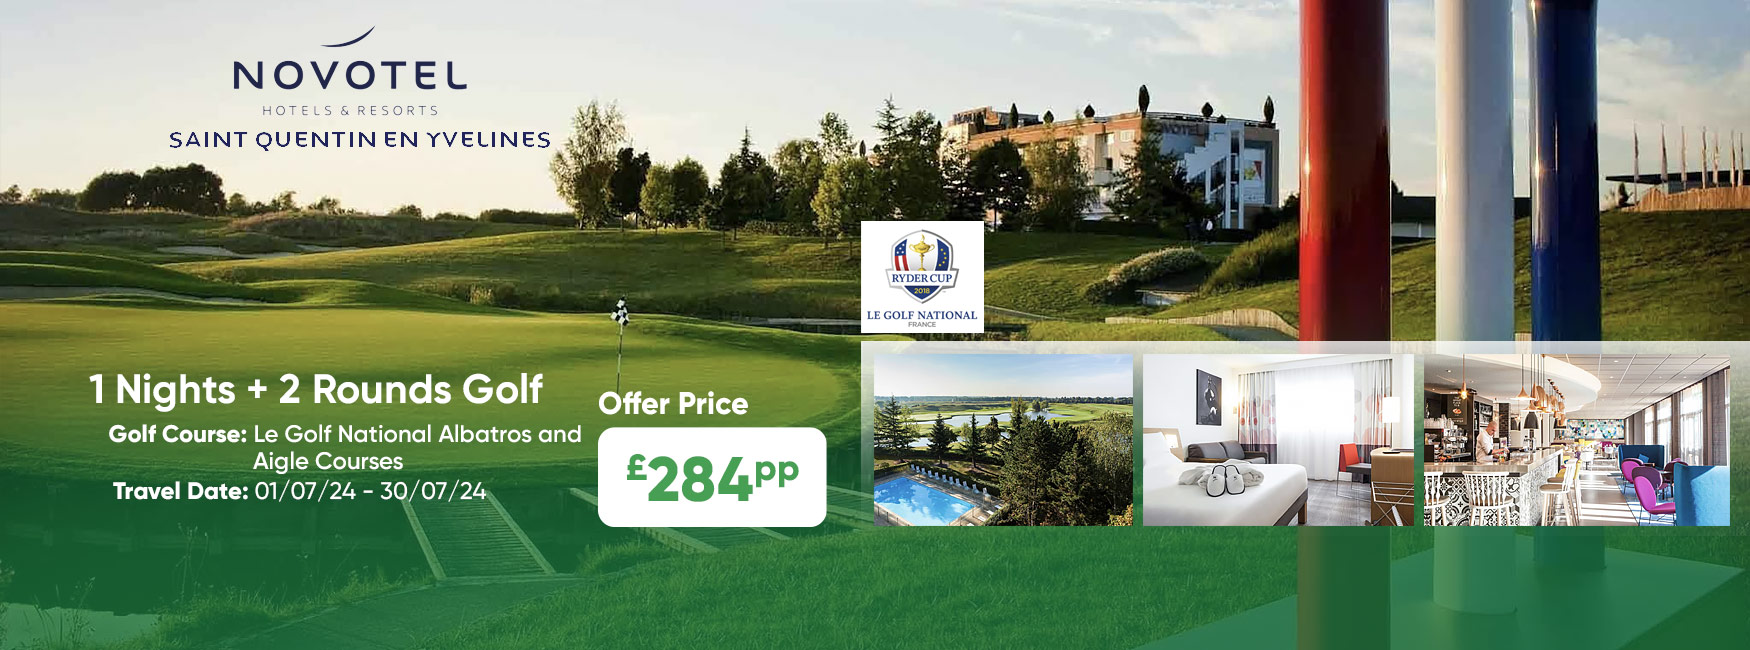 NOVOTEL
HOTELS & RESORTS
SAINT QUENTIN EN YVELINES
NOVOTEL
RYDER CUP
2018
LE GOLF NATIONAL
FRANCE
1 Nights + 2 Rounds Golf
Golf Course: Le Golf National Albatros and
Aigle Courses
Travel Date: 01/07/24 - 30/07/24
Offer Price
£284pp